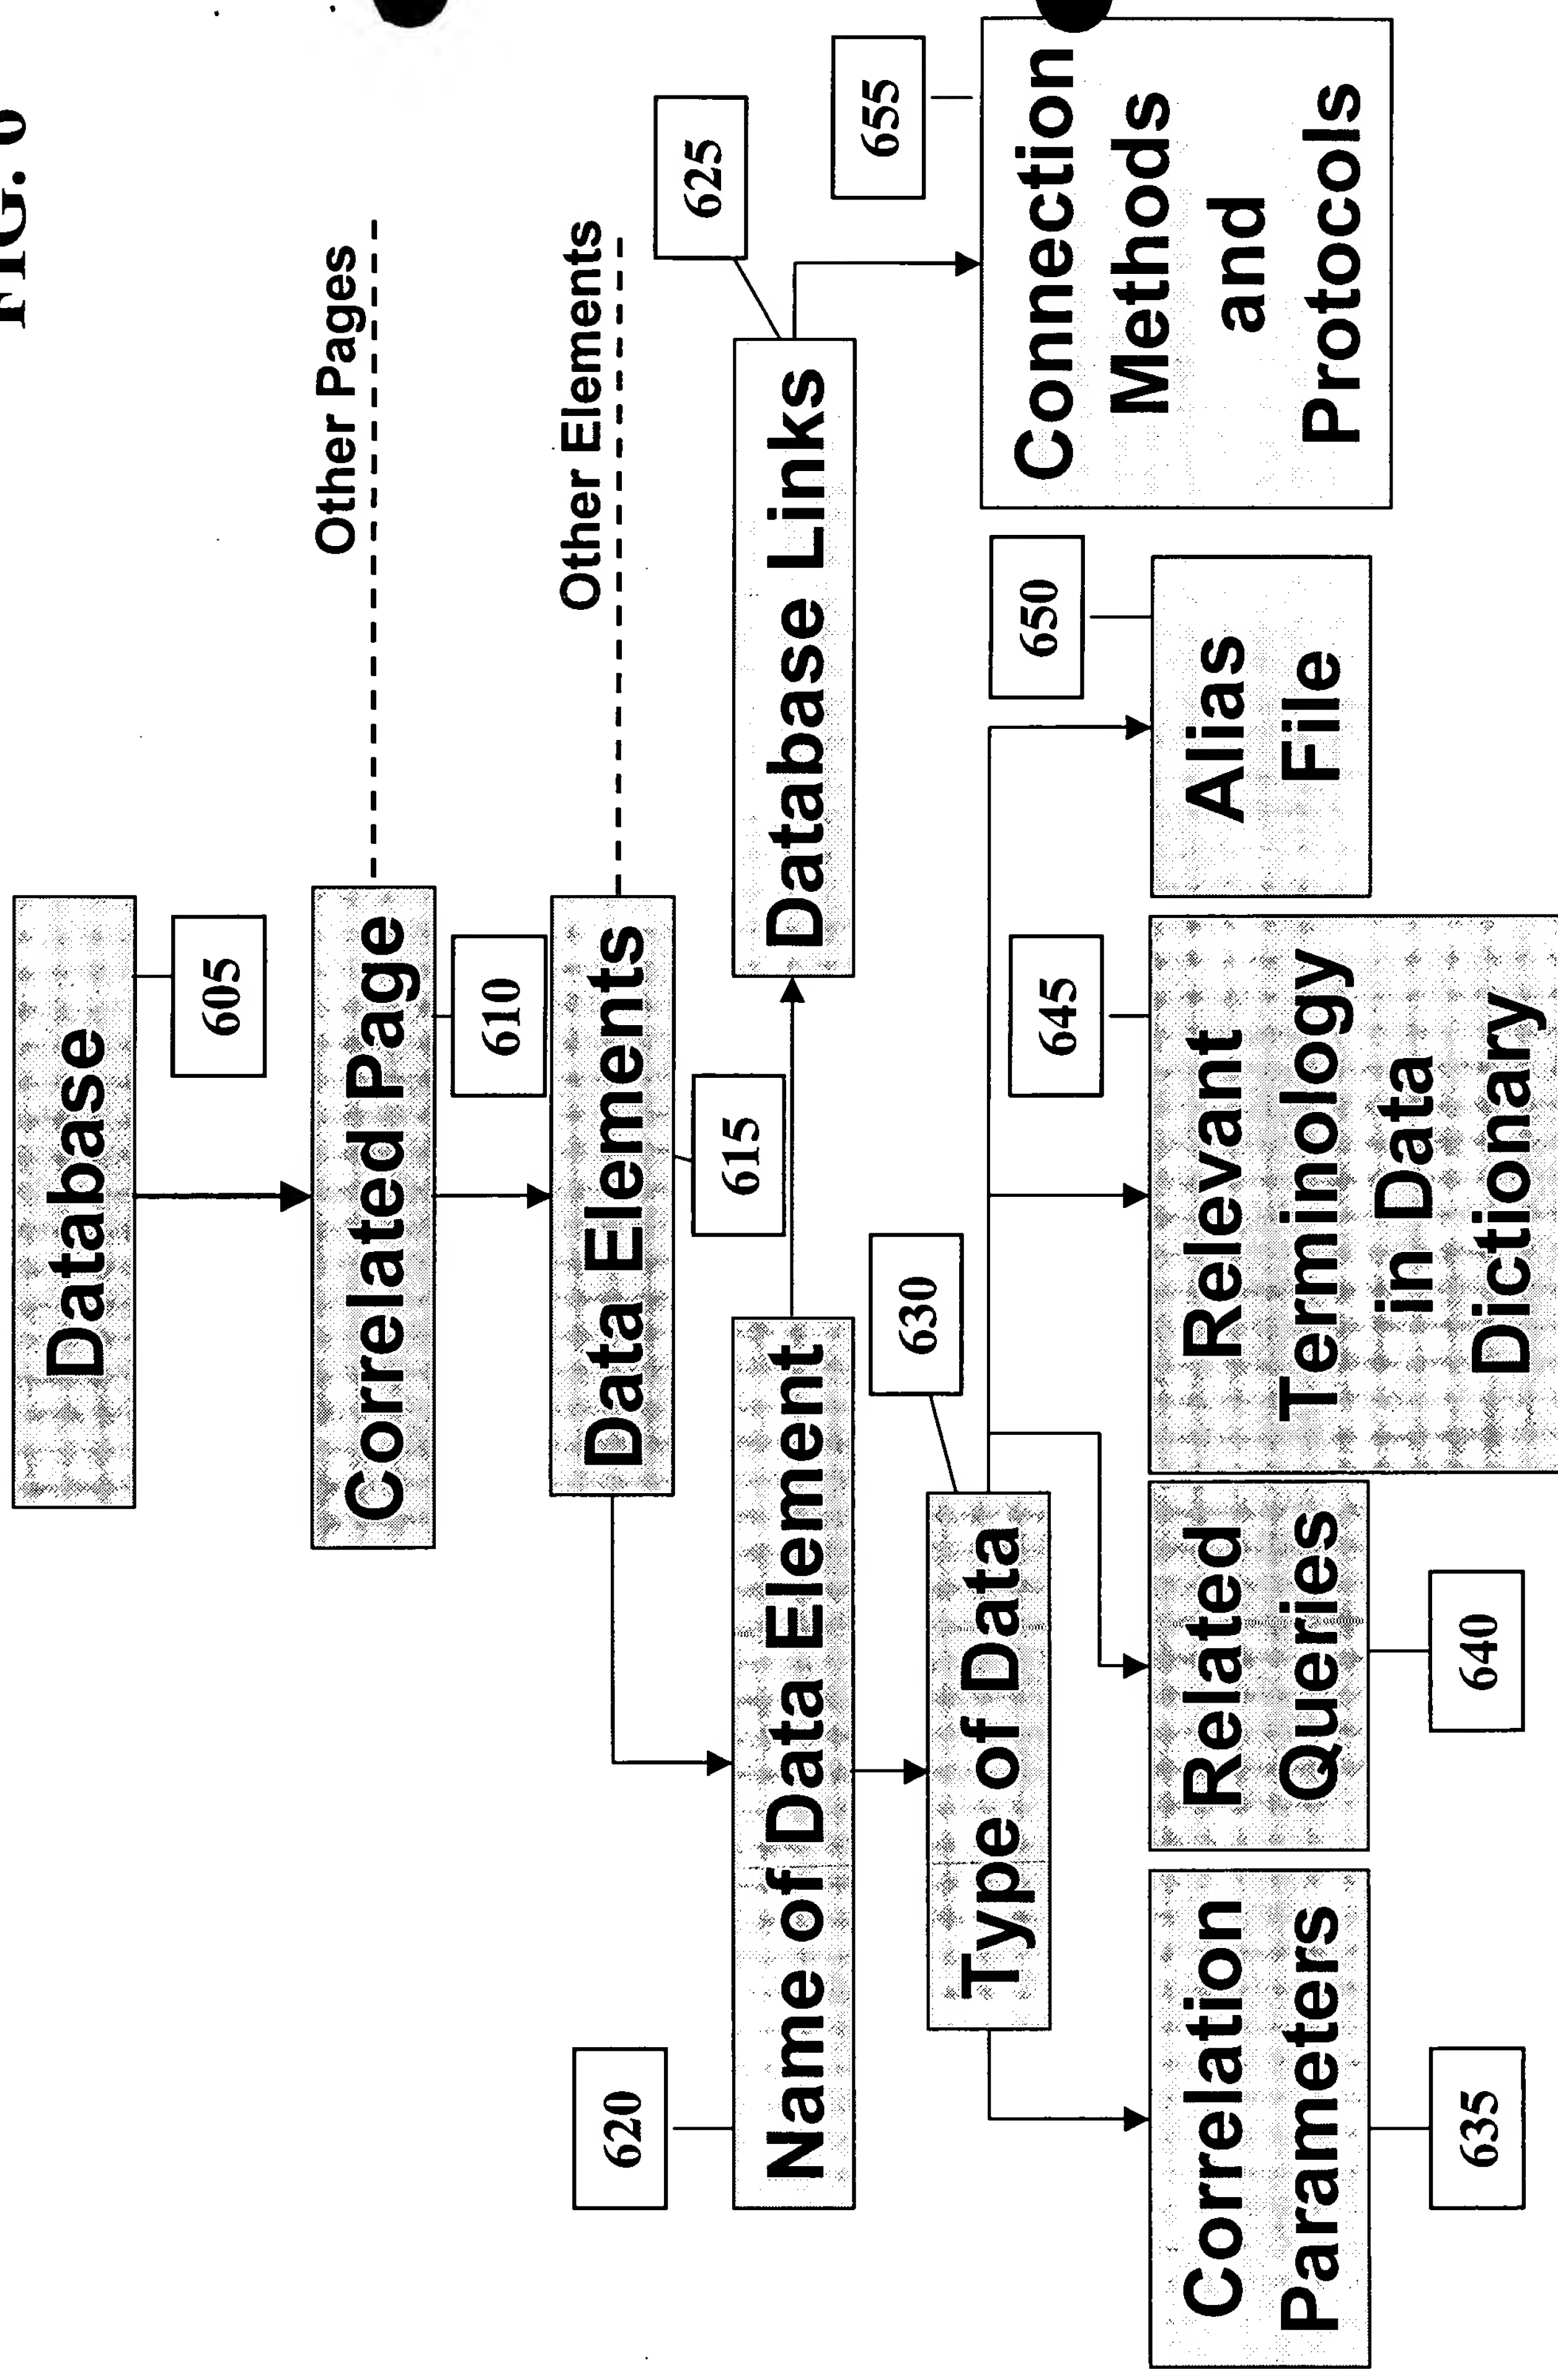 FIG. 6
Database
605
Other Pages
Correlated Page
610
Other Elements
Data Elements
615
625
620
Name of Data Element
Database Links
630
655
Type of Data
645
650
Connection
Methods
and
Protocols
Correlation
Parameters
Related
Queries
Relevant
Terminology
in Data
Dictionary
Alias
File
635
640